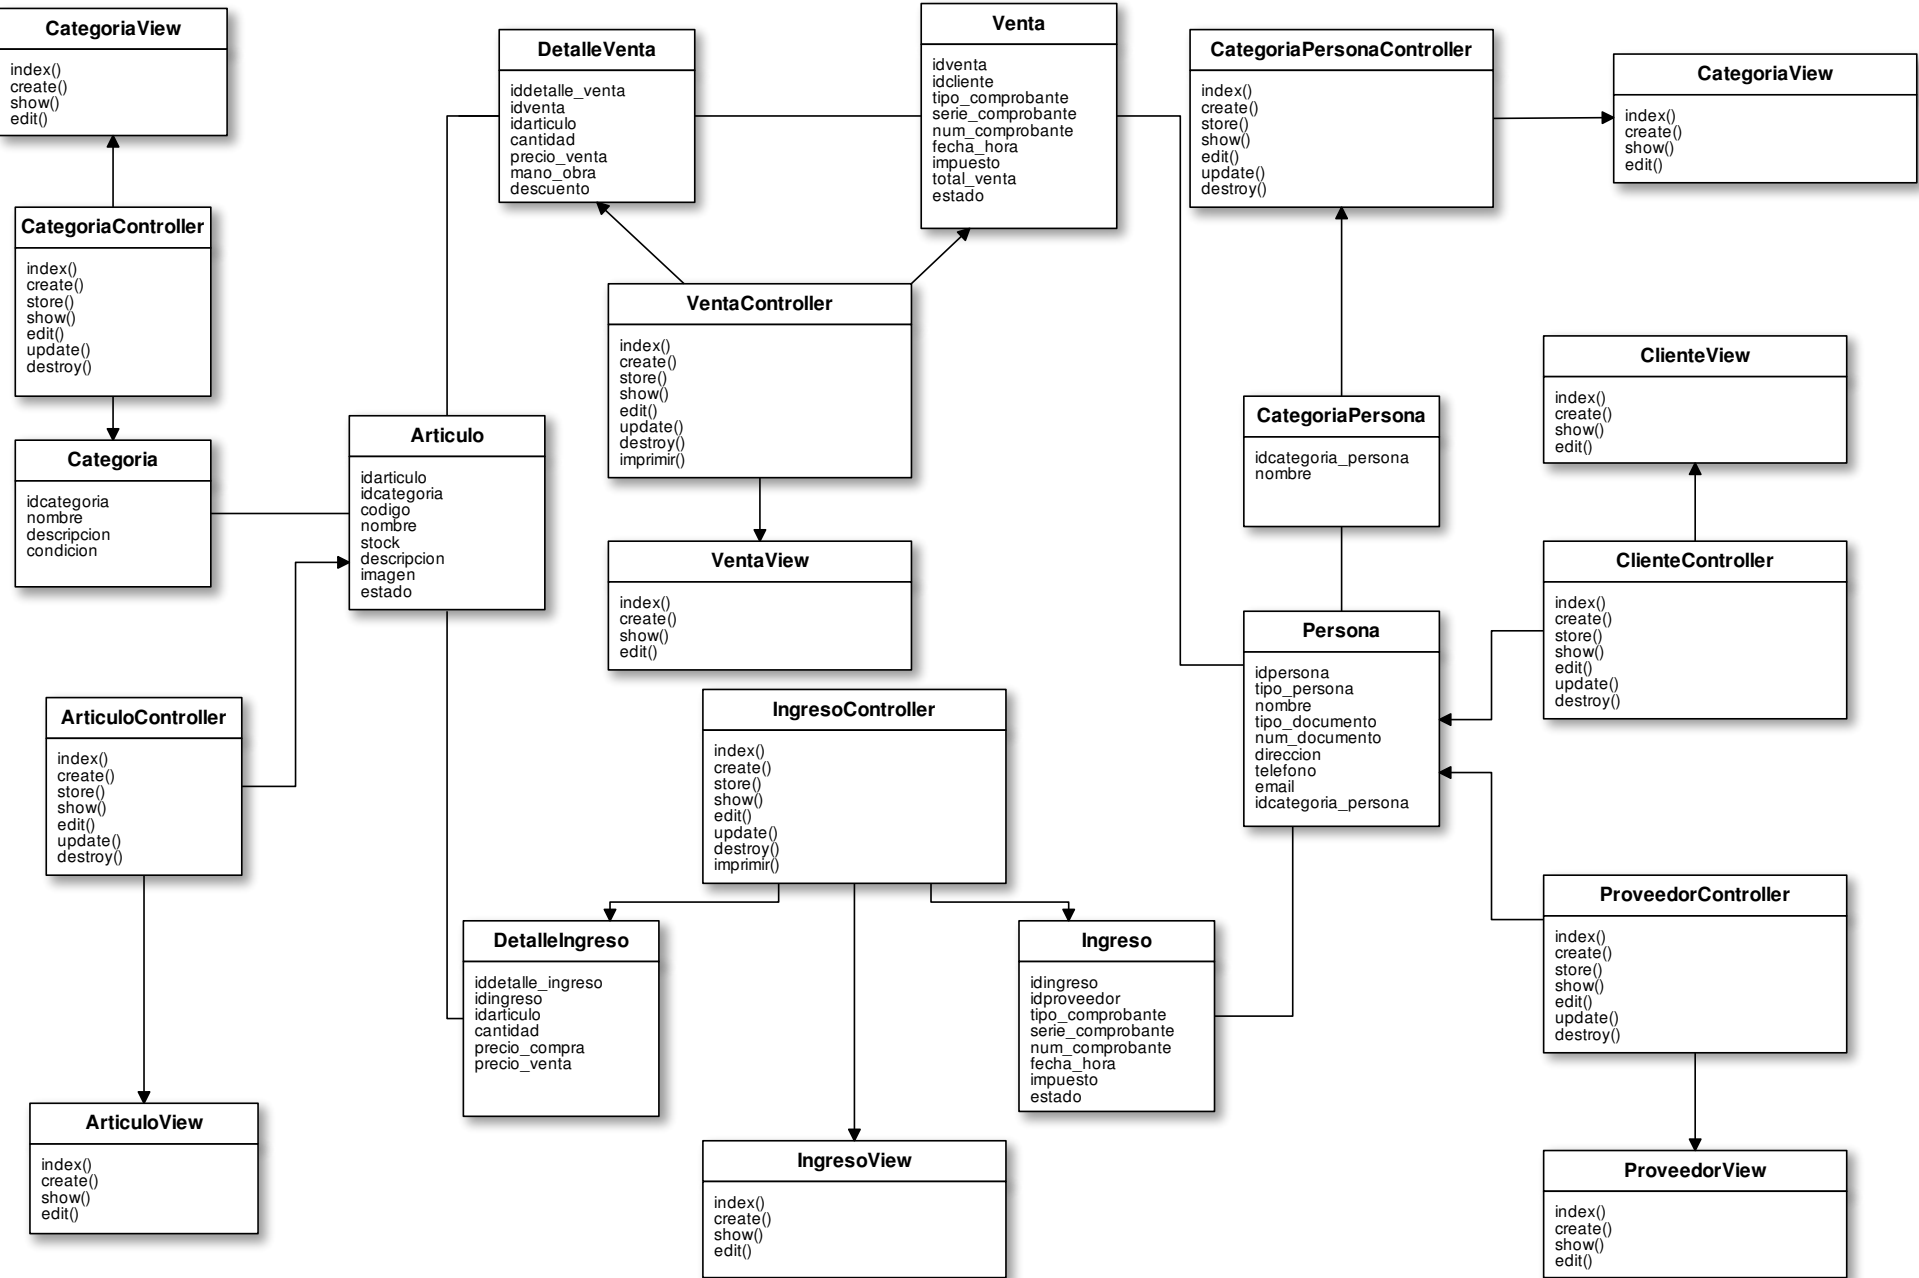 CategoriaView
index()
create()
show()
edit()
CategoriaController
index()
create()
store()
show()
edit()
update()
destroy()
Categoria
idcategoria
nombre
descripcion
condicion
ArticuloController
index()
create()
store()
show()
edit()
update()
destroy()
ArticuloView
index()
create()
show()
edit()
Articulo
idarticulo
idcategoria
codigo
nombre
stock
descripcion
imagen
estado
DetalleVenta
iddetalle_venta
idventa
idarticulo
cantidad
precio_venta
mano_obra
descuento
Venta
idventa
idcliente
tipo_comprobante
serie_comprobante
num_comprobante
fecha_hora
impuesto
total_venta
estado
VentaController
index()
create()
store()
show()
edit()
update()
destroy()
imprimir()
VentaView
index()
create()
show()
edit()
IngresoController
index()
create()
store()
show()
edit()
update()
destroy()
imprimir()
DetalleIngreso
iddetalle_ingreso
idingreso
idarticulo
cantidad
precio_compra
precio_venta
Ingreso
idingreso
idproveedor
tipo_comprobante
serie_comprobante
num_comprobante
fecha_hora
impuesto
estado
IngresoView
index()
create()
show()
edit()
CategoriaPersonaController
index()
create()
store()
show()
edit()
update()
destroy()
CategoriaView
index()
create()
show()
edit()
CategoriaPersona
idcategoria_persona
nombre
Persona
idpersona
tipo_persona
nombre
tipo_documento
num_documento
direccion
telefono
email
idcategoria_persona
ClienteView
index()
create()
show()
edit()
ClienteController
index()
create()
store()
show()
edit()
update()
destroy()
ProveedorController
index()
create()
store()
show()
edit()
update()
destroy()
ProveedorView
index()
create()
show()
edit()